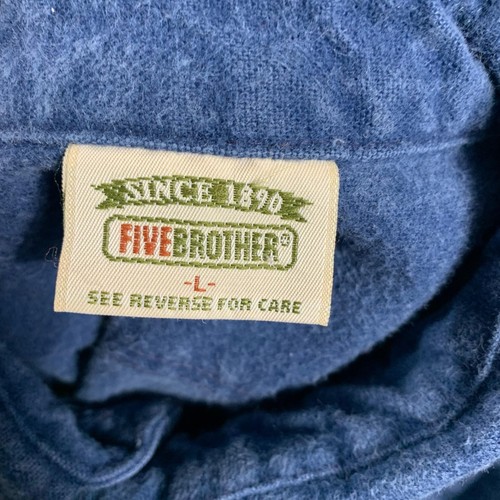 SINCE 1890
FIVEBROTHER®
-L-
SEE REVERSE FOR CARE